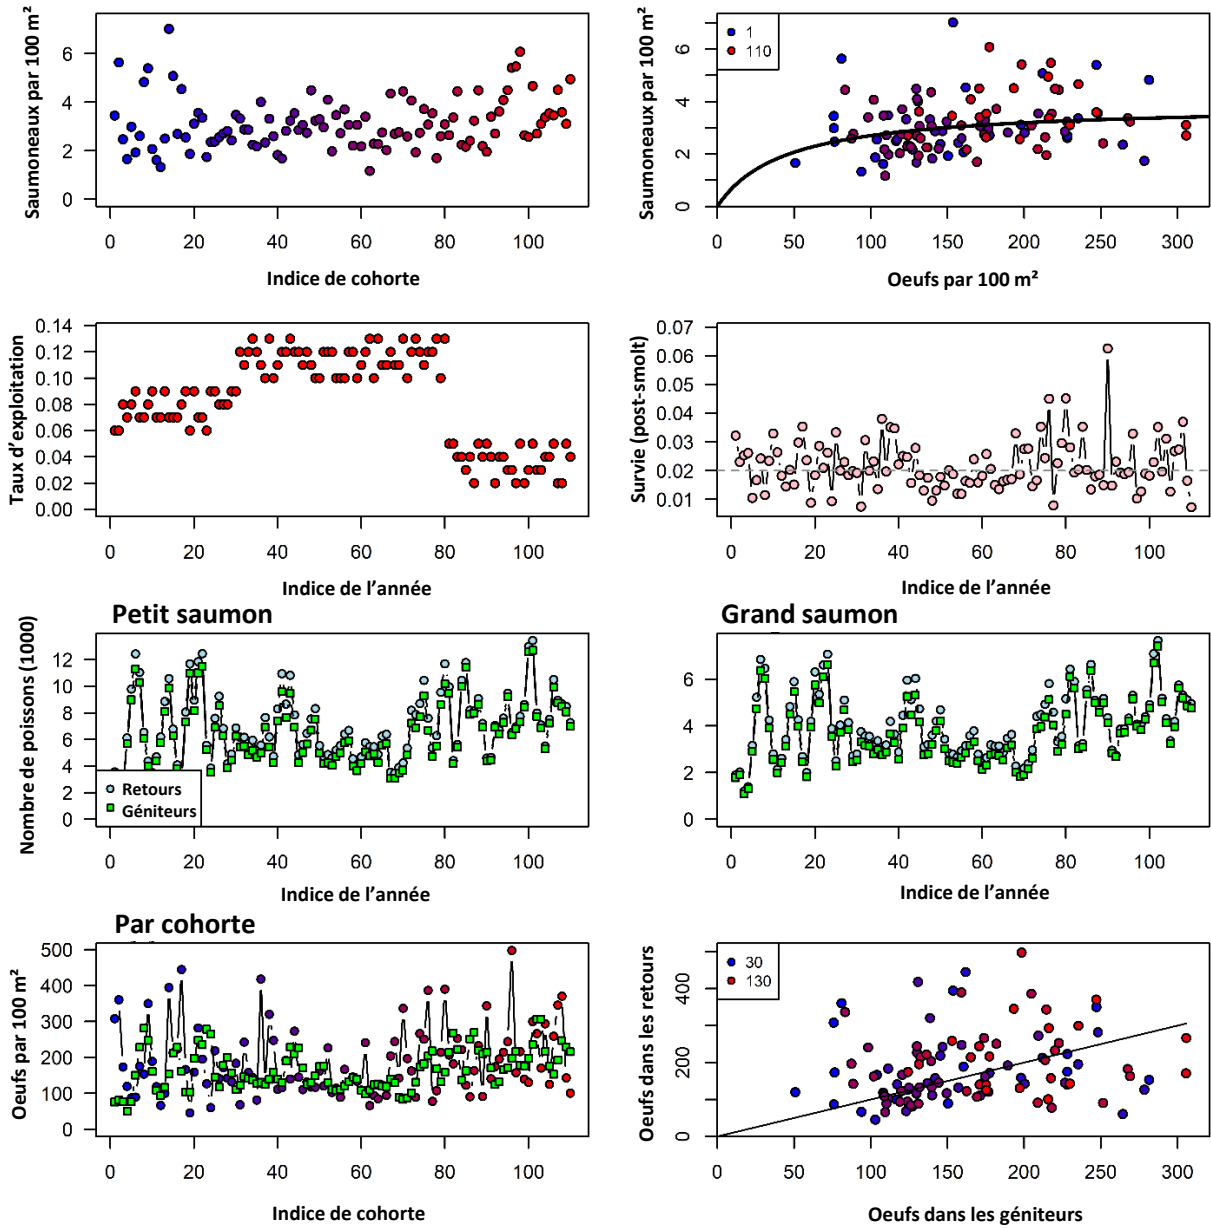 Saumoneaux par 100 m²
6
4
2
0
0 20 40 60 80 100
Indice de cohorte
Saumoneaux par 100 m²
6
4
2
0
1
110
0 50 100 150 200 250 300
Oeufs par 100 m²
Taux d'exploitation
0.14
0.12
0.10
0.08
0.06
0.04
0.02
0.00
0 20 40 60 80 100
Indice de l'année
Survie (post-smolt)
0.07
0.06
0.05
0.04
0.03
0.02
0.01
0 20 40 60 80 100
Indice de l'année
Petit saumon
Nombre de poissons (1000)
12
10
8
6
4
2
0
Retours
Géniteurs
0 20 40 60 80 100
Indice de l'année
Grand saumon
6
4
2
0
0 20 40 60 80 100
Indice de l'année
Par cohorte
Oeufs par 100 m²
500
400
300
200
100
0
0 20 40 60 80 100
Indice de cohorte
Oeufs dans les retours
400
200
0
30
130
0 50 100 150 200 250 300
Oeufs dans les géniteurs